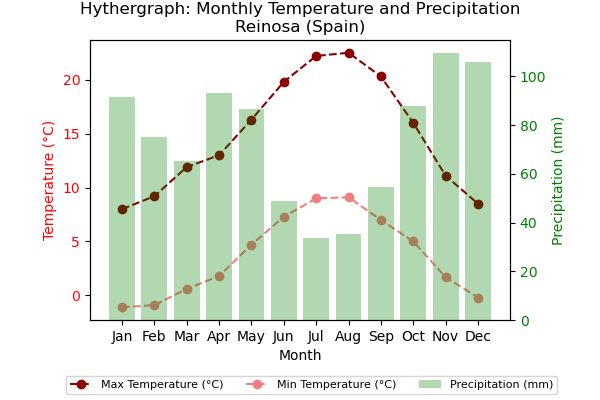 Hythergraph: Monthly Temperature and Precipitation
Reinosa (Spain)
Temperature (°C)
20
15
10
5
0
100
80
60
40
20
0
Precipitation (mm)
Jan Feb Mar Apr May Jun Jul Aug Sep Oct Nov Dec
Month
Max Temperature (°C) Min Temperature (°C) Precipitation (mm)